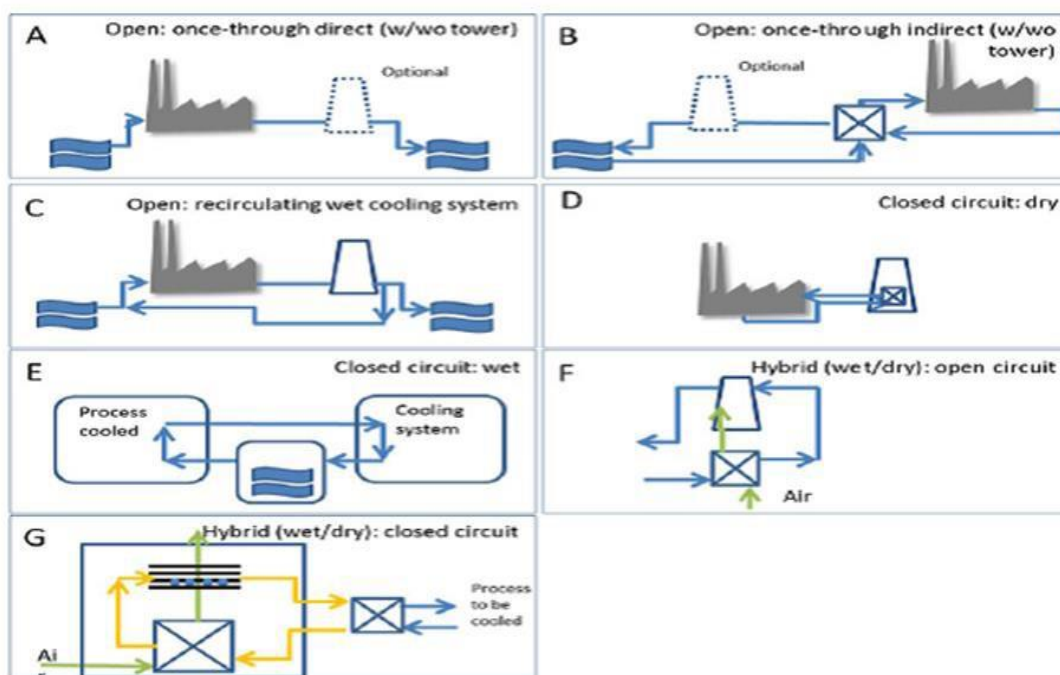 A
Open: once-through direct (w/wo tower)
Optional
B
Open: once-through indirect (w/wo
tower)
Optional
C
Open: recirculating wet cooling system
D
Closed circuit: dry
E
Closed circuit: wet
Process
cooled
Cooling
system
F
Hybrid (wet/dry): open circuit
Air
G
Hybrid (wet/dry): closed circuit
Process
to be
cooled
Ai